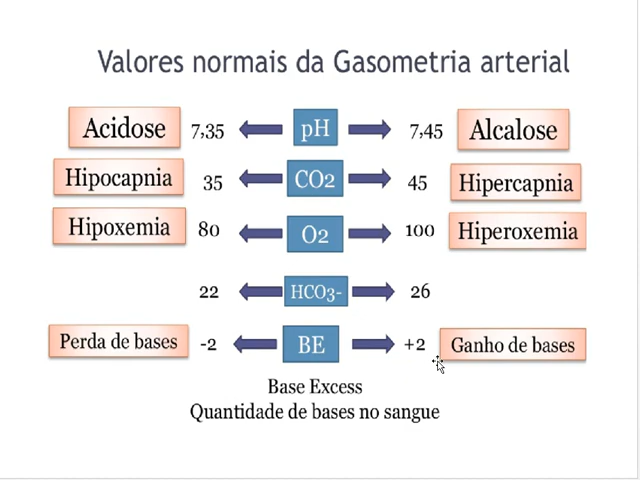 Valores normais da Gasometria arterial
Acidose 7,35 pH 7,45 Alcalose
Hipocapnia 35 CO2 45 Hipercapnia
Hipoxemia 80 O2 100 Hiperoxemia
22 HCO3- 26
Perda de bases -2 BE +2 Ganho de bases
Base Excess
Quantidade de bases no sangue